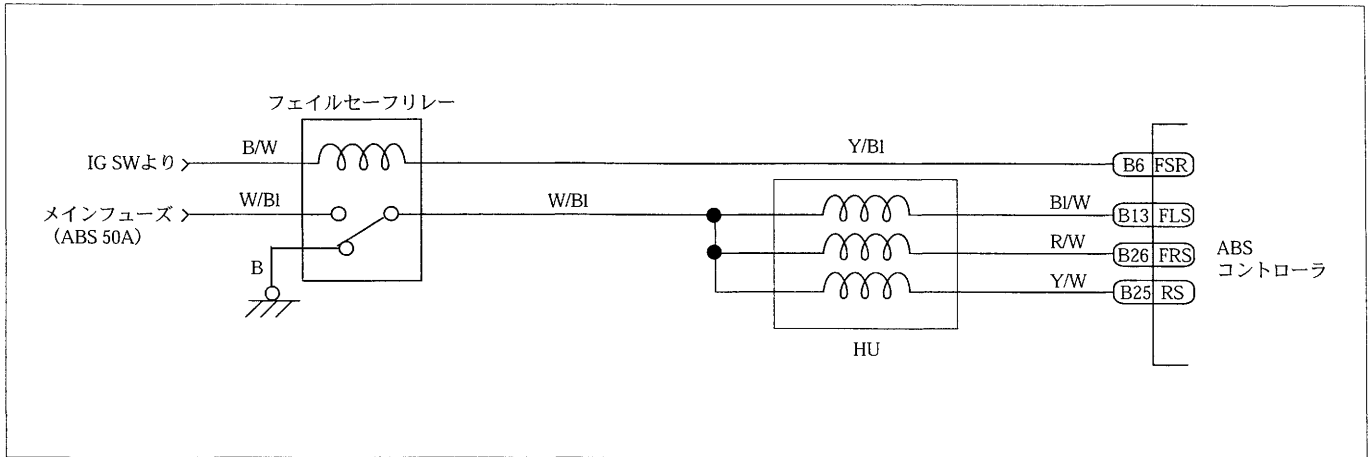 フェイルセーフリレー
IG SWより
B/W
Y/Bl
B6 FSR
メインフューズ
（ABS 50A）
W/Bl
W/Bl
Bl/W
B13 FLS
R/W
B26 FRS
ABS
コントローラ
B
Y/W
B25 RS
HU